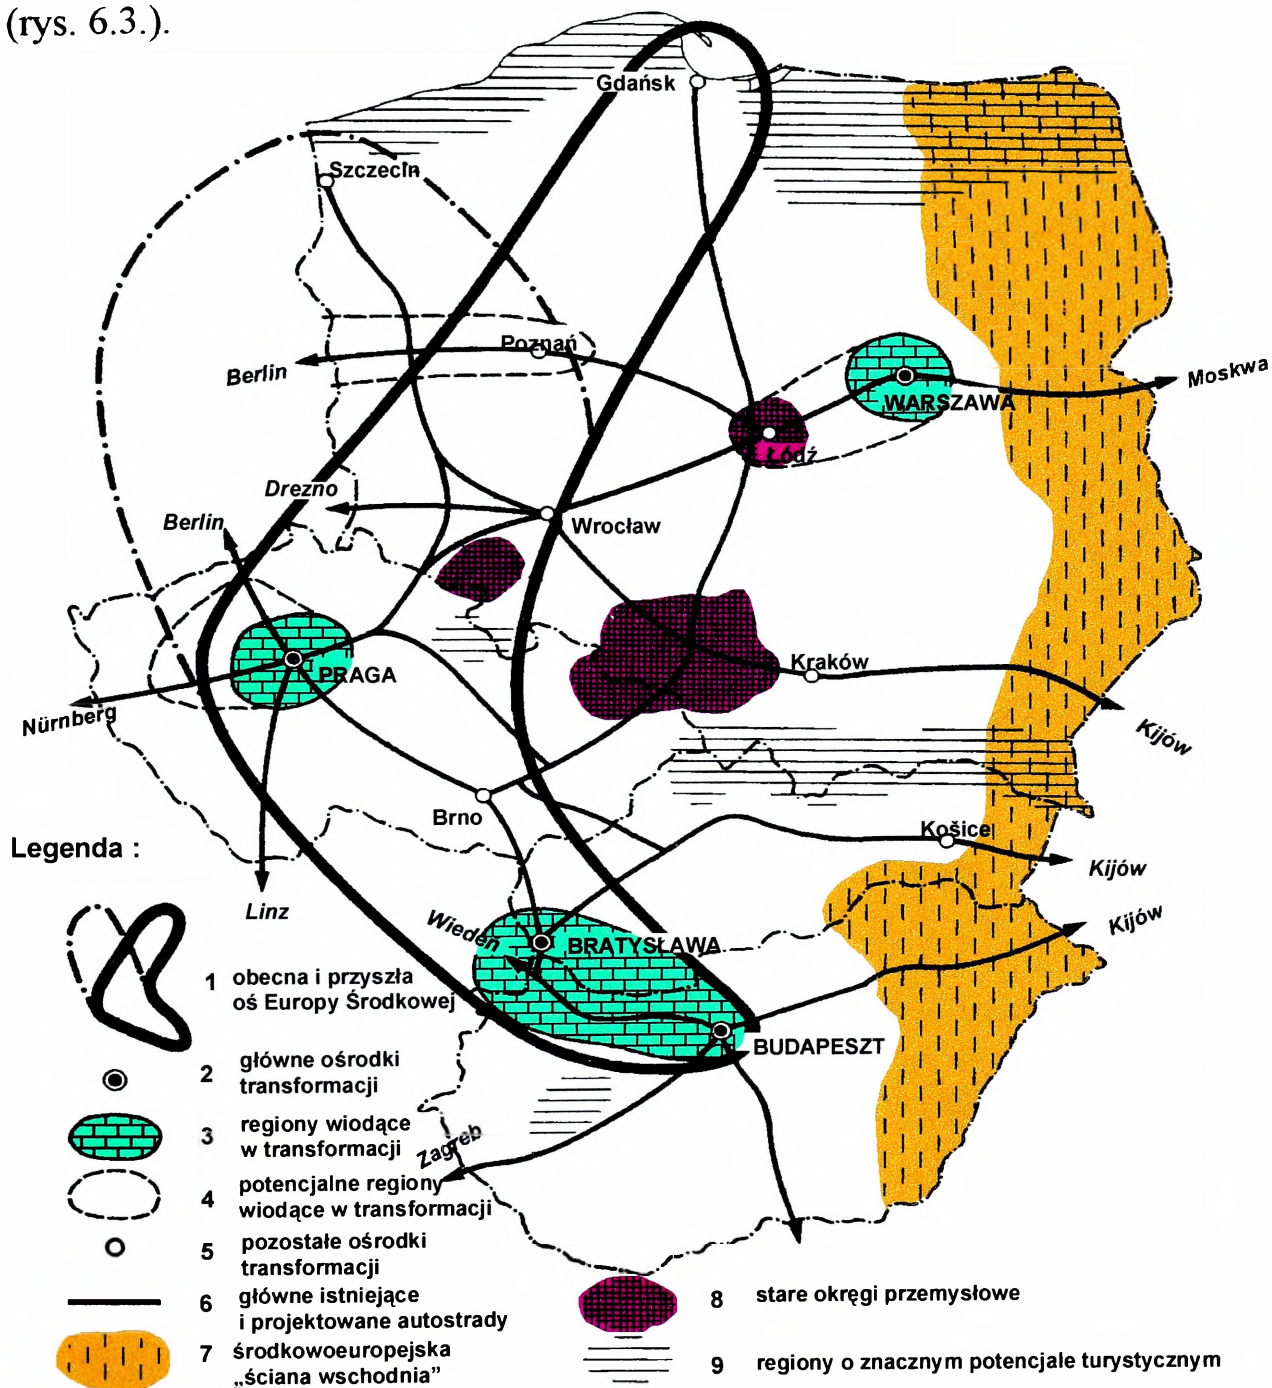 (rys. 6.3.).
Gdańsk
Szczecin
Poznań
Berlin
Moskwa
WARSZAWA
Łódź
Drezno
Berlin
Wrocław
PRAGA
Kraków
Nürnberg
Kijów
Brno
Košice
Kijów
Linz
Wiedeń
BRATYSŁAWA
Kijów
BUDAPESZT
Zagreb
Legenda :
1 obecna i przyszła
oś Europy Środkowej
2 główne ośrodki
transformacji
3 regiony wiodące
w transformacji
4 potencjalne regiony
wiodące w transformacji
5 pozostałe ośrodki
transformacji
6 główne istniejące
i projektowane autostrady
7 środkowoeuropejska
„ściana wschodnia”
8 stare okręgi przemysłowe
9 regiony o znacznym potencjale turystycznym